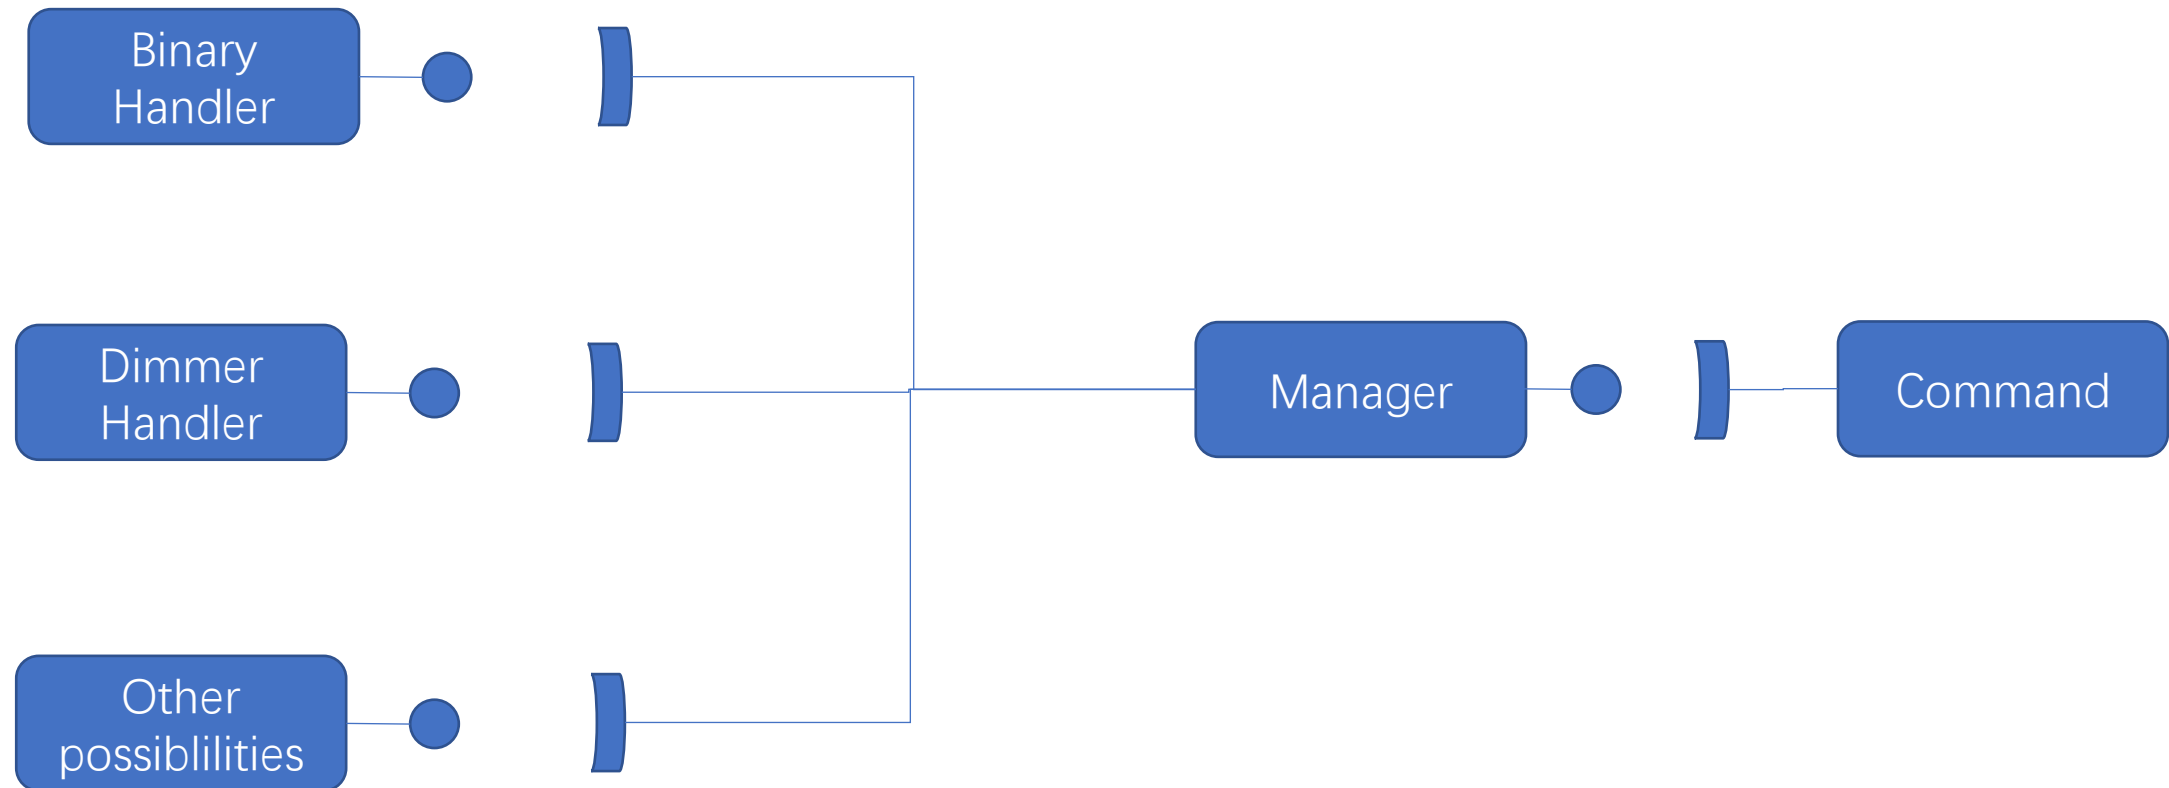 Binary
Handler
Dimmer
Handler
Manager
Command
Other
possiblilities